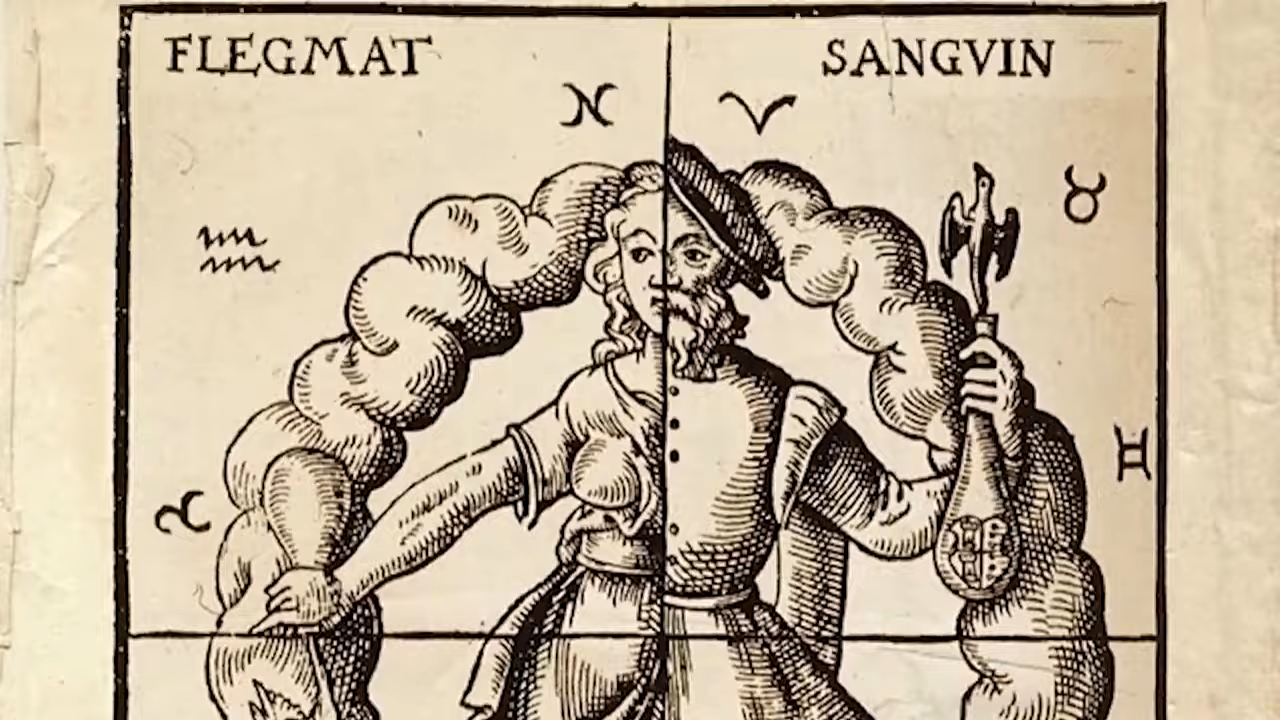 FLEGMAT
SANGVIN
♓ ♈
♉
♒
♊
♑